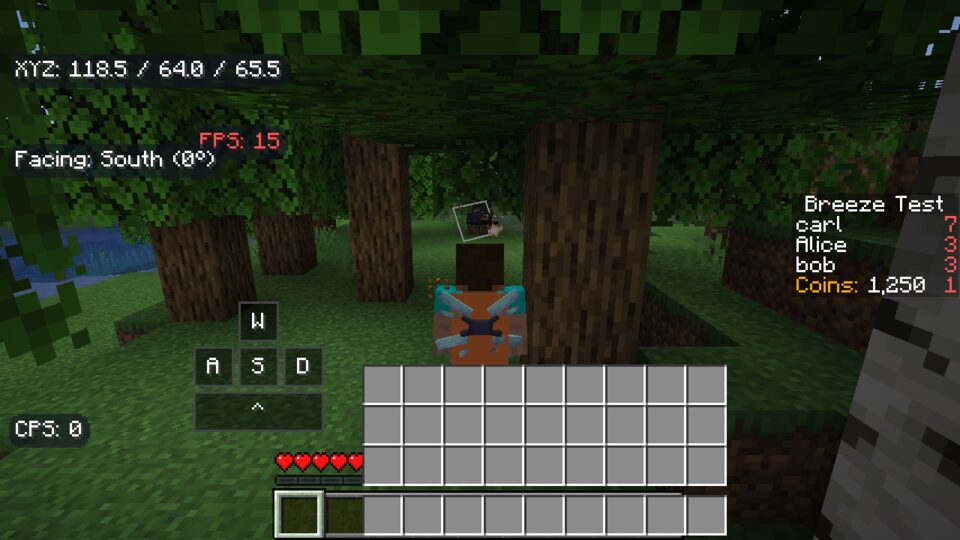 XYZ: 118.5 / 64.0 / 65.5
FPS: 15
Facing: South (0°)
Breeze Test
carl 7
Alice 3
bob 3
Coins: 1,250 1
W
A S D
^
CPS: 0